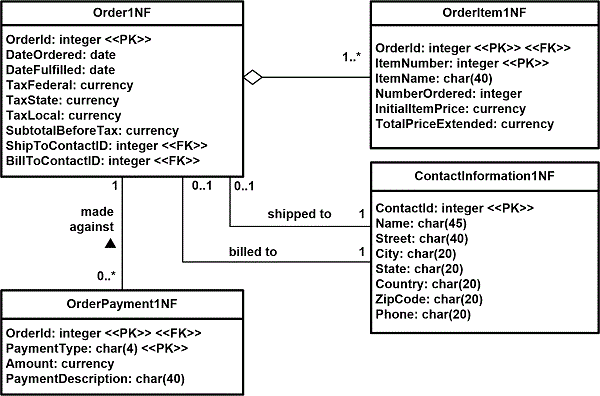 Order1NF
OrderId: integer <<PK>>
DateOrdered: date
DateFulfilled: date
TaxFederal: currency
TaxState: currency
TaxLocal: currency
SubtotalBeforeTax: currency
ShipToContactID: integer <<FK>>
BillToContactID: integer <<FK>>
1..*
OrderItem1NF
OrderId: integer <<PK>> <<FK>>
ItemNumber: integer <<PK>>
ItemName: char(40)
NumberOrdered: integer
InitialItemPrice: currency
TotalPriceExtended: currency
1
0..1
0..1
made
against
0..*
shipped to
1
billed to
1
ContactInformation1NF
ContactId: integer <<PK>>
Name: char(45)
Street: char(40)
City: char(20)
State: char(20)
Country: char(20)
ZipCode: char(20)
Phone: char(20)
OrderPayment1NF
OrderId: integer <<PK>> <<FK>>
PaymentType: char(4) <<PK>>
Amount: currency
PaymentDescription: char(40)